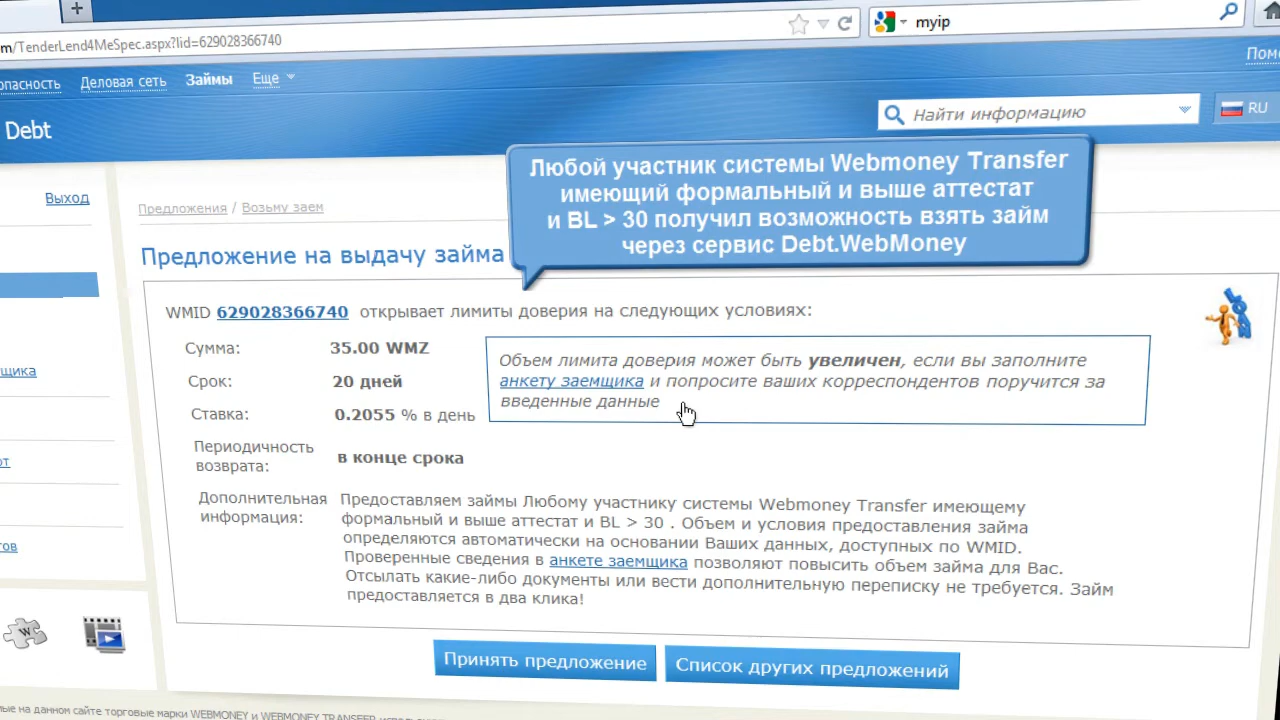 m/TenderLend4MeSpec.aspx?lid=629028366740
myip
опасность Деловая сеть Займы Еще
Debt
Найти информацию
RU
Любой участник системы Webmoney Transfer
имеющий формальный и выше аттестат
и BL > 30 получил возможность взять займ
через сервис Debt.WebMoney
Выход
Предложения / Возьму заем
Предложение на выдачу займа
WMID 629028366740 открывает лимиты доверия на следующих условиях:
Сумма: 35.00 WMZ
Срок: 20 дней
Ставка: 0.2055 % в день
Объем лимита доверия может быть увеличен, если вы заполните
анкету заемщика и попросите ваших корреспондентов поручится за
введенные данные
Периодичность
возврата:
в конце срока
Дополнительная
информация:
Предоставляем займы Любому участнику системы Webmoney Transfer имеющему
формальный и выше аттестат и BL > 30 . Объем и условия предоставления займа
определяются автоматически на основании Ваших данных, доступных по WMID.
Проверенные сведения в анкете заемщика позволяют повысить объем займа для Вас.
Отсылать какие-либо документы или вести дополнительную переписку не требуется. Займ
предоставляется в два клика!
Принять предложение
Список других предложений
на данном сайте торговые марки WEBMONEY и WEBMONEY TRANSFER